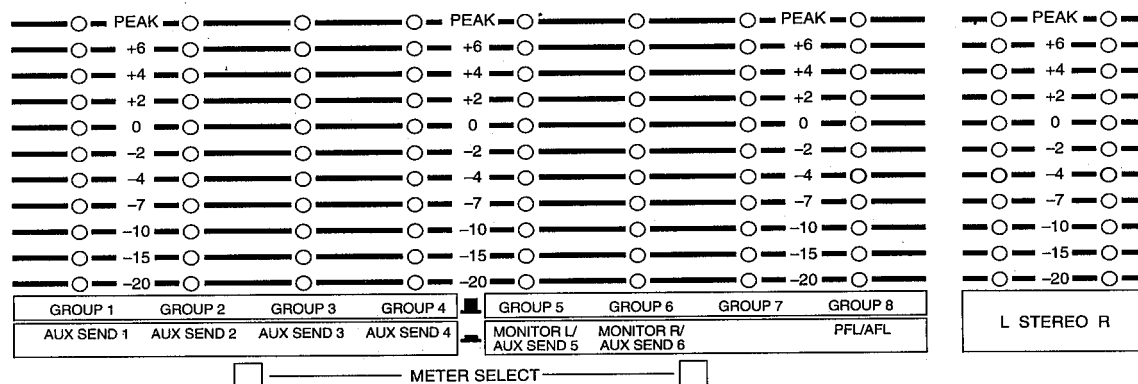 PEAK PEAK PEAK PEAK
+6 +6 +6 +6
+4 +4 +4 +4
+2 +2 +2 +2
0 0 0 0
−2 −2 −2 −2
−4 −4 −4 −4
−7 −7 −7 −7
−10 −10 −10 −10
−15 −15 −15 −15
−20 −20 −20 −20
GROUP 1 GROUP 2 GROUP 3 GROUP 4 GROUP 5 GROUP 6 GROUP 7 GROUP 8
AUX SEND 1 AUX SEND 2 AUX SEND 3 AUX SEND 4 MONITOR L/ MONITOR R/ PFL/AFL
AUX SEND 5 AUX SEND 6
L STEREO R
METER SELECT